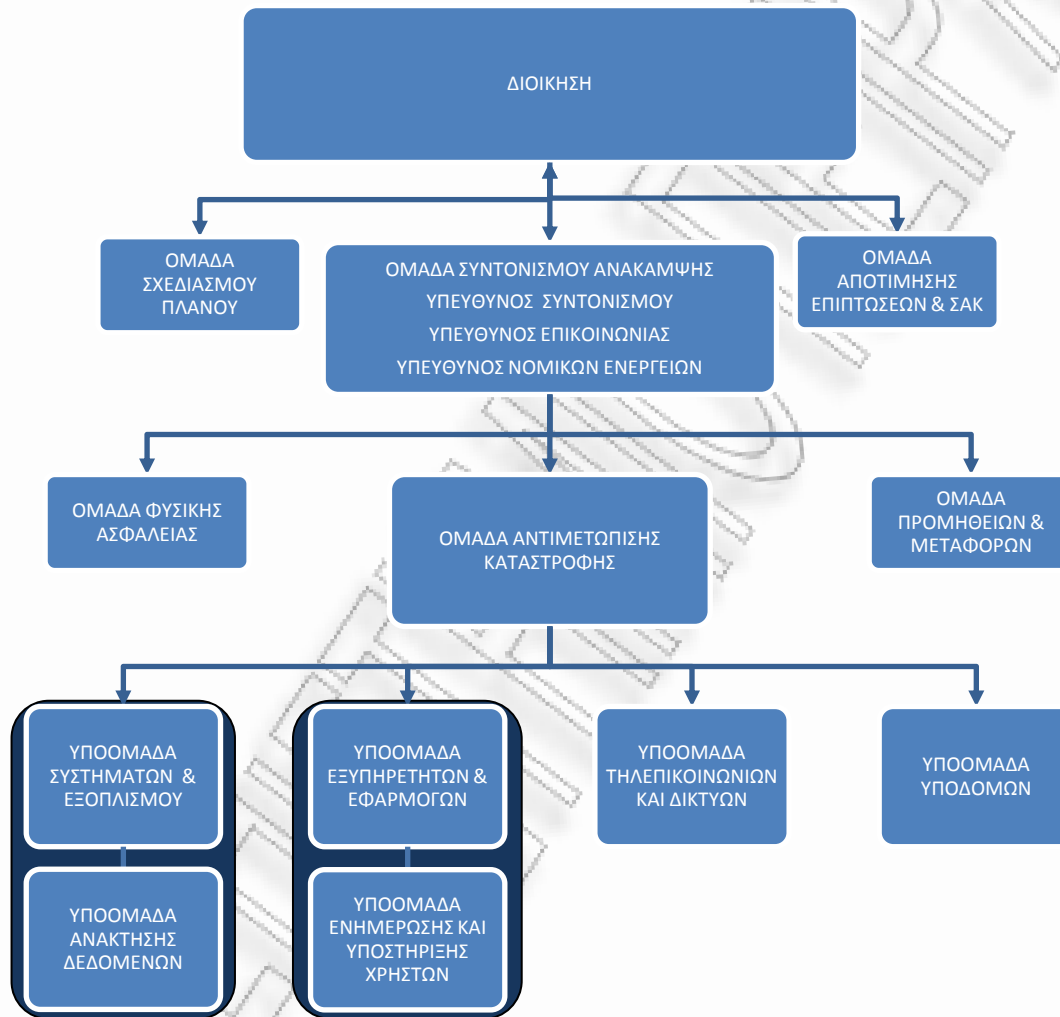 ΔΙΟΙΚΗΣΗ
ΟΜΑΔΑ
ΣΧΕΔΙΑΣΜΟΥ
ΠΛΑΝΟΥ
ΟΜΑΔΑ ΣΥΝΤΟΝΙΣΜΟΥ ΑΝΑΚΑΜΨΗΣ
ΥΠΕΥΘΥΝΟΣ ΣΥΝΤΟΝΙΣΜΟΥ
ΥΠΕΥΘΥΝΟΣ ΕΠΙΚΟΙΝΩΝΙΑΣ
ΥΠΕΥΘΥΝΟΣ ΝΟΜΙΚΩΝ ΕΝΕΡΓΕΙΩΝ
ΟΜΑΔΑ
ΑΠΟΤΙΜΗΣΗΣ
ΕΠΙΠΤΩΣΕΩΝ & ΣΑΚ
ΟΜΑΔΑ ΦΥΣΙΚΗΣ
ΑΣΦΑΛΕΙΑΣ
ΟΜΑΔΑ ΑΝΤΙΜΕΤΩΠΙΣΗΣ
ΚΑΤΑΣΤΡΟΦΗΣ
ΟΜΑΔΑ
ΠΡΟΜΗΘΕΙΩΝ &
ΜΕΤΑΦΟΡΩΝ
ΥΠΟΟΜΑΔΑ
ΣΥΣΤΗΜΑΤΩΝ &
ΕΞΟΠΛΙΣΜΟΥ
ΥΠΟΟΜΑΔΑ
ΕΞΥΠΗΡΕΤΗΤΩΝ &
ΕΦΑΡΜΟΓΩΝ
ΥΠΟΟΜΑΔΑ
ΤΗΛΕΠΙΚΟΙΝΩΝΙΩΝ
ΚΑΙ ΔΙΚΤΥΩΝ
ΥΠΟΟΜΑΔΑ
ΥΠΟΔΟΜΩΝ
ΥΠΟΟΜΑΔΑ
ΑΝΑΚΤΗΣΗΣ
ΔΕΔΟΜΕΝΩΝ
ΥΠΟΟΜΑΔΑ
ΕΝΗΜΕΡΩΣΗΣ ΚΑΙ
ΥΠΟΣΤΗΡΙΞΗΣ
ΧΡΗΣΤΩΝ